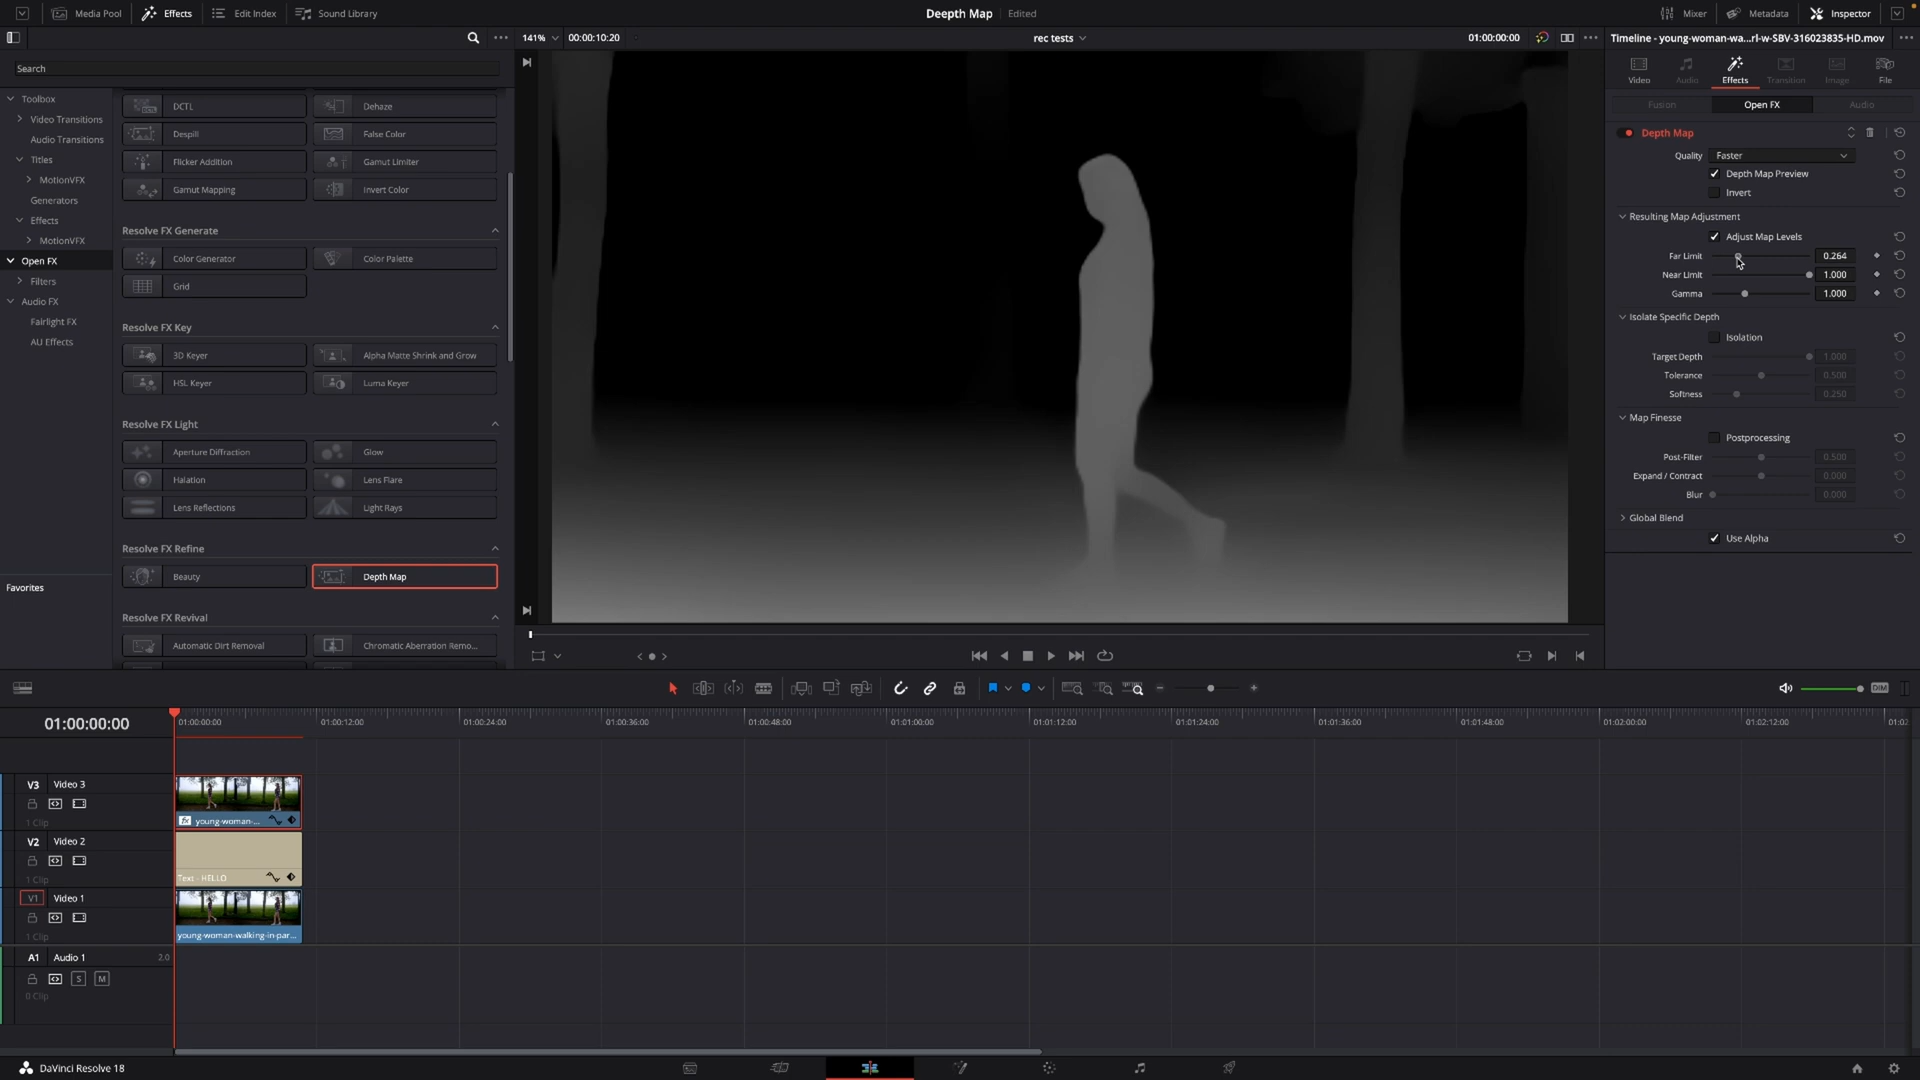 Media Pool Effects Edit Index Sound Library Deepth Map Edited Mixer Metadata Inspector
141% 00:00:10:20 rec tests 01:00:00:00 Timeline - young-woman-wa...rl-w-SBV-316023835-HD.mov
Search
Toolbox
Video Transitions
Audio Transitions
Titles
MotionVFX
Generators
Effects
MotionVFX
Open FX
Filters
Audio FX
Fairlight FX
AU Effects
Favorites
DCTL Dehaze
Despill False Color
Flicker Addition Gamut Limiter
Gamut Mapping Invert Color
Resolve FX Generate
Color Generator Color Palette
Grid
Resolve FX Key
3D Keyer Alpha Matte Shrink and Grow
HSL Keyer Luma Keyer
Resolve FX Light
Aperture Diffraction Glow
Halation Lens Flare
Lens Reflections Light Rays
Resolve FX Refine
Beauty Depth Map
Resolve FX Revival
Automatic Dirt Removal Chromatic Aberration Remo...
Video Audio Effects Transition Image File
Fusion Open FX Audio
Depth Map
Quality Faster
Depth Map Preview
Invert
Resulting Map Adjustment
Adjust Map Levels
Far Limit 0.264
Near Limit 1.000
Gamma 1.000
Isolate Specific Depth
Isolation
Target Depth 1.000
Tolerance 0.500
Softness 0.250
Map Finesse
Postprocessing
Post-Filter 0.500
Expand / Contract 0.000
Blur 0.000
Global Blend
Use Alpha
DIM
01:00:00:00 01:00:00:00 01:00:12:00 01:00:24:00 01:00:36:00 01:00:48:00 01:01:00:00 01:01:12:00 01:01:24:00 01:01:36:00 01:01:48:00 01:02:00:00 01:02:12:00 01:02
V3 Video 3
1 Clip
fx young-woman-...
V2 Video 2
1 Clip
Text - HELLO
V1 Video 1
1 Clip
young-woman-walking-in-par...
A1 Audio 1 2.0
S M
0 Clip
DaVinci Resolve 18